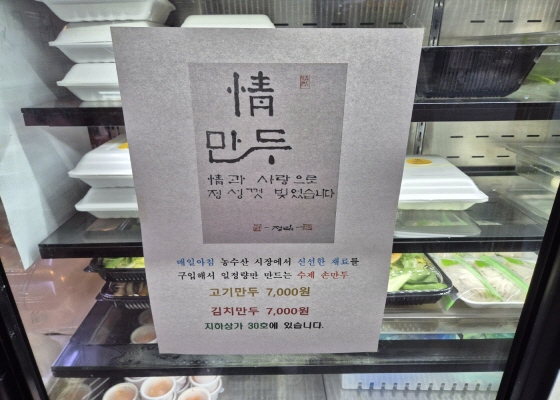 情
만두
情과 사랑으로
정성껏 빚었습니다
매일아침 농수산 시장에서 신선한 재료를
구입해서 일정량만 만드는 수제 손만두
고기만두 7,000원
김치만두 7,000원
지하상가 30호에 있습니다.